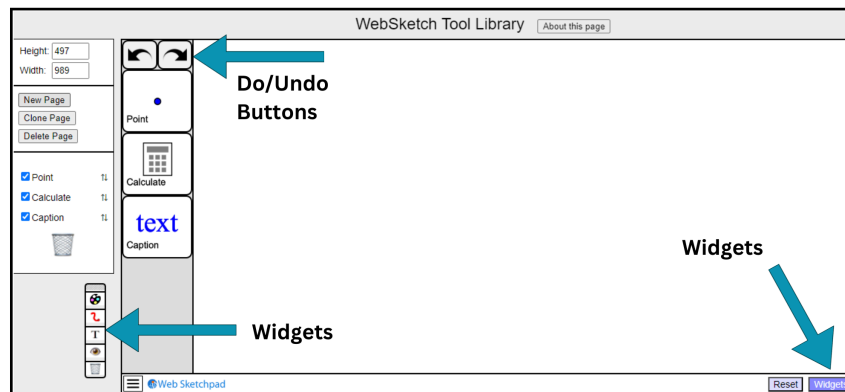 WebSketch Tool Library About this page
Height: 497
Width: 989
New Page
Clone Page
Delete Page
Point
Calculate
Caption
Point
Calculate
text
Caption
Do/Undo
Buttons
Widgets
T
Widgets
Web Sketchpad
Reset Widgets